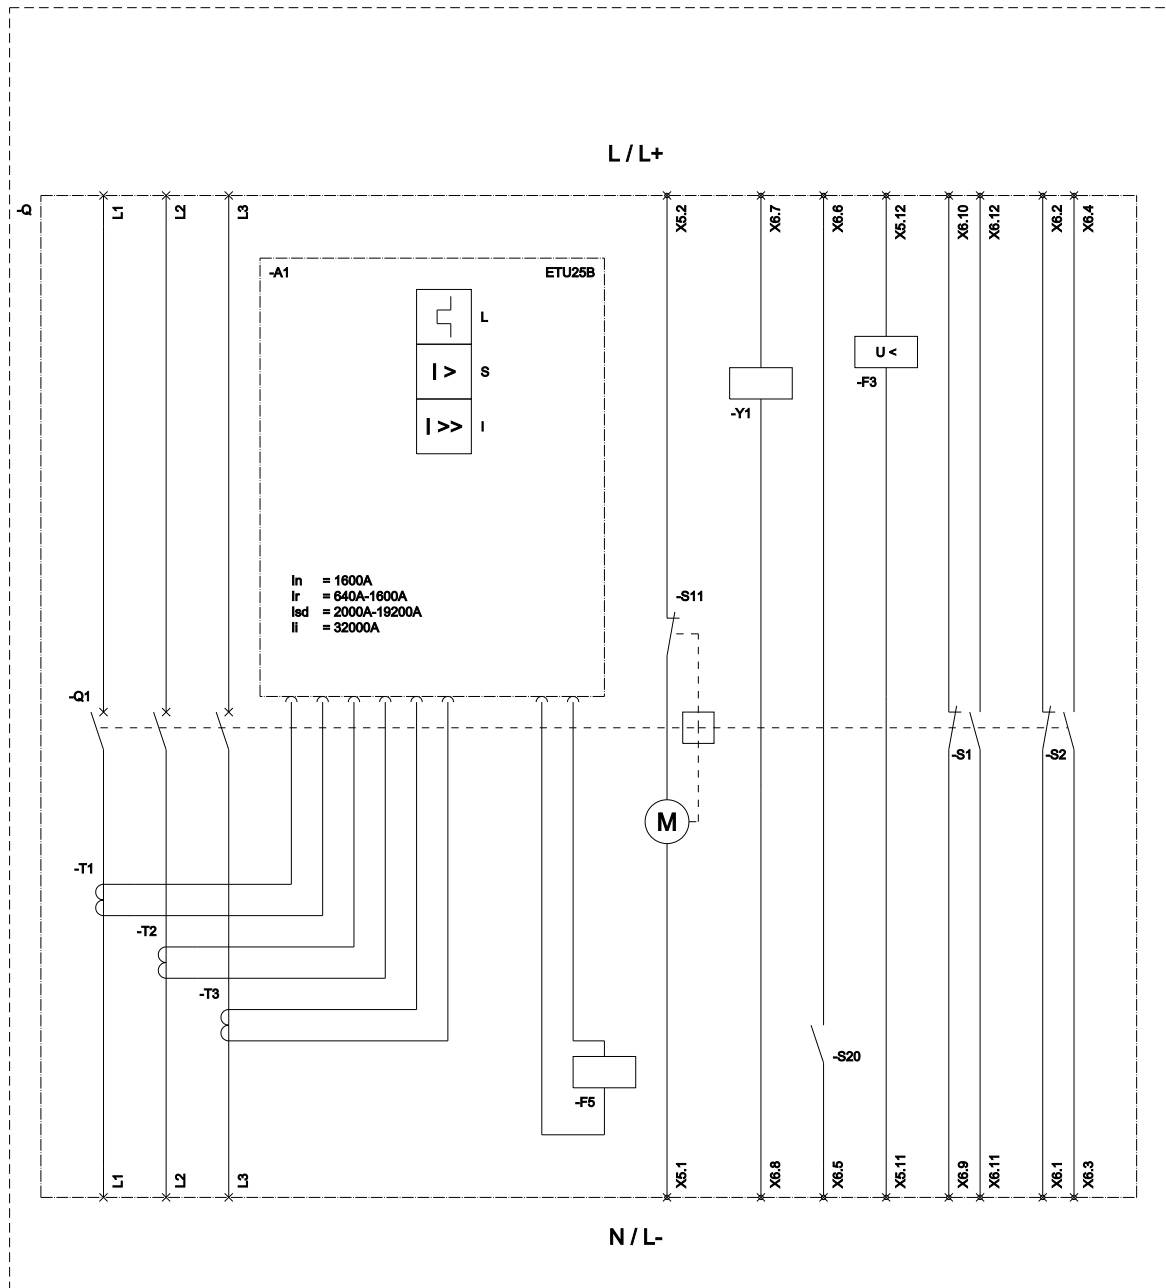 L / L+
-Q
L1
L2
L3
X5.2
X6.7
X6.6
X5.12
X6.10
X6.12
X6.2
X6.4
-A1 ETU25B
L
I > S
I >> I
U <
-F3
-Y1
In = 1600A
Ir = 640A-1600A
Isd = 2000A-19200A
Ii = 32000A
-S11
-Q1
-S1
-S2
M
-T1
-T2
-T3
-S20
-F5
L1
L2
L3
X5.1
X6.8
X6.5
X5.11
X6.9
X6.11
X6.1
X6.3
N / L-